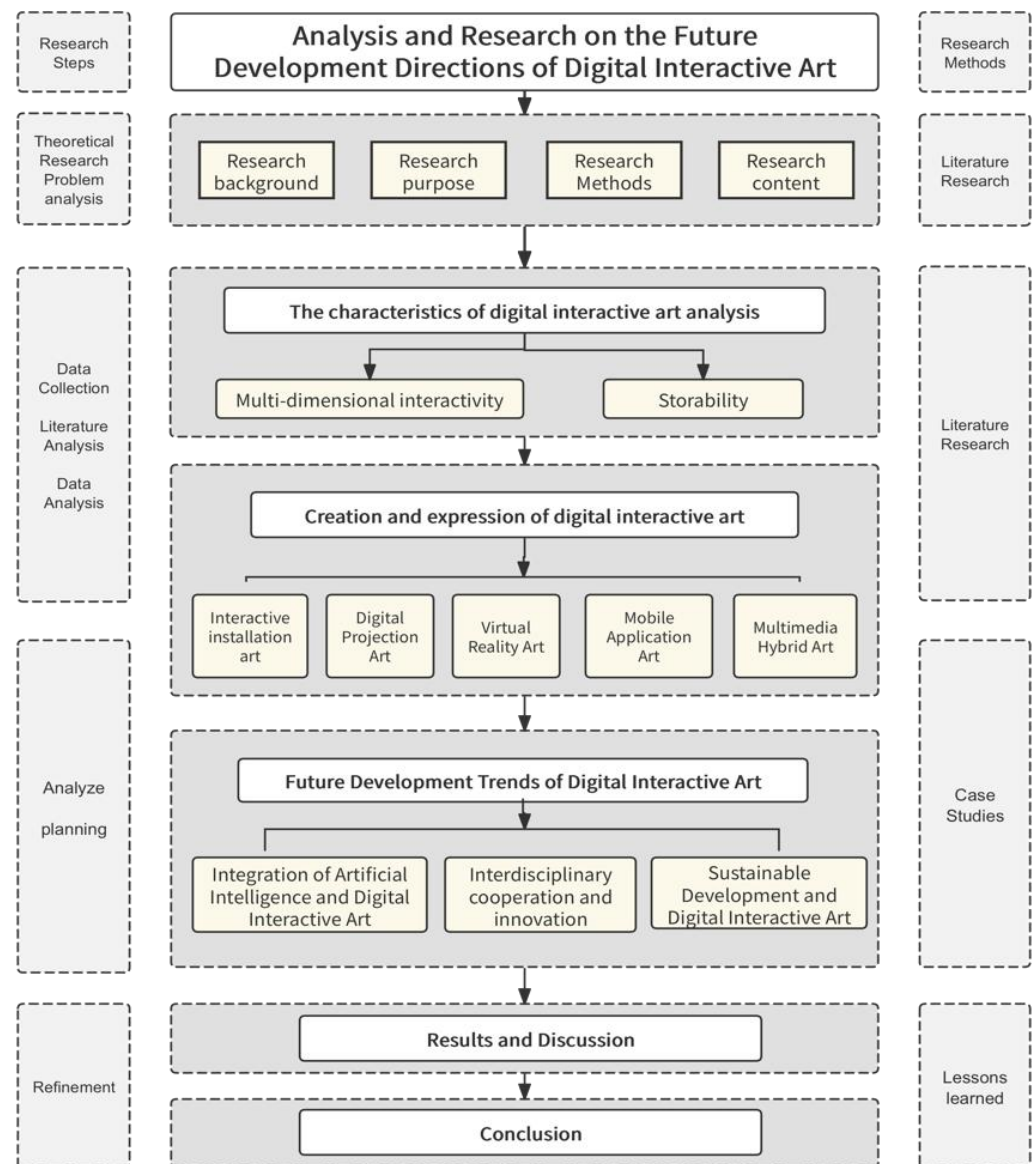 Research
Steps
Analysis and Research on the Future
Development Directions of Digital Interactive Art
Research
Methods
Theoretical
Research
Problem
analysis
Research
background
Research
purpose
Research
Methods
Research
content
Literature
Research
Data
Collection
Literature
Analysis
Data
Analysis
The characteristics of digital interactive art analysis
Multi-dimensional interactivity
Storability
Literature
Research
Creation and expression of digital interactive art
Interactive
installation
art
Digital
Projection
Art
Virtual
Reality Art
Mobile
Application
Art
Multimedia
Hybrid Art
Analyze
planning
Future Development Trends of Digital Interactive Art
Integration of Artificial
Intelligence and Digital
Interactive Art
Interdisciplinary
cooperation and
innovation
Sustainable
Development and
Digital Interactive Art
Case
Studies
Refinement
Results and Discussion
Conclusion
Lessons
learned